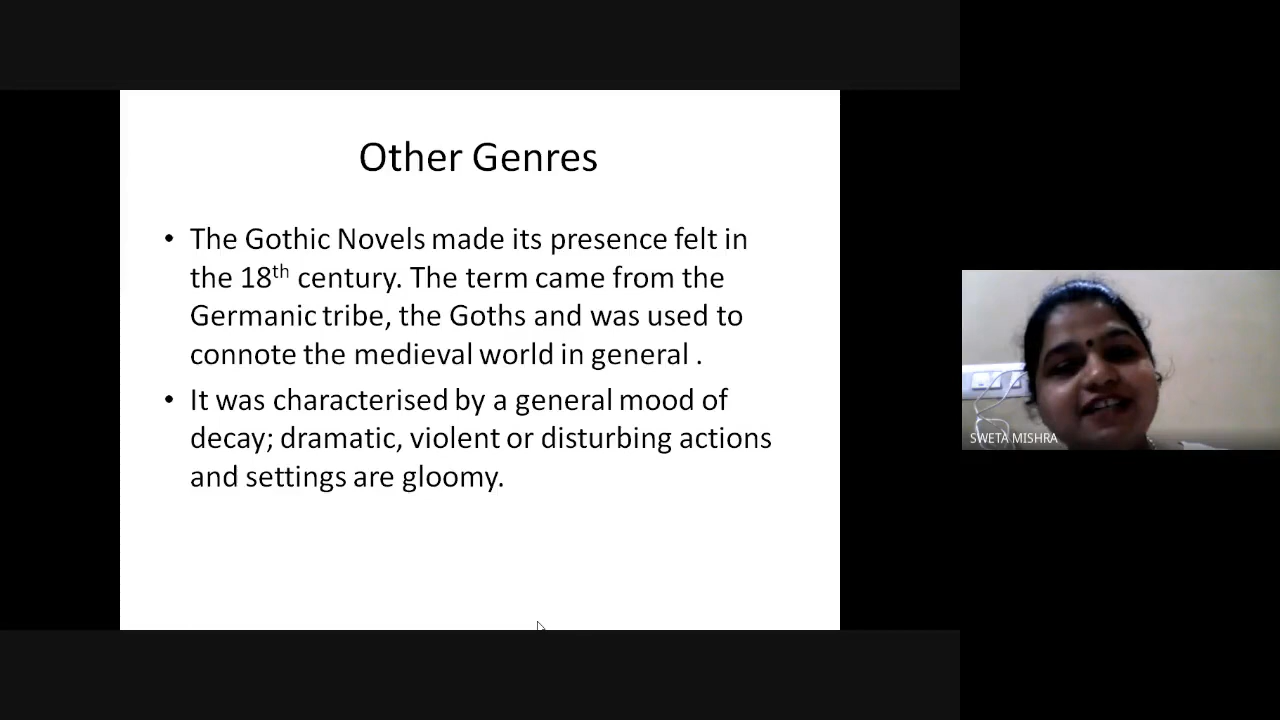 Other Genres
• The Gothic Novels made its presence felt in
the 18th century. The term came from the
Germanic tribe, the Goths and was used to
connote the medieval world in general .
• It was characterised by a general mood of
decay; dramatic, violent or disturbing actions
and settings are gloomy.
SWETA MISHRA